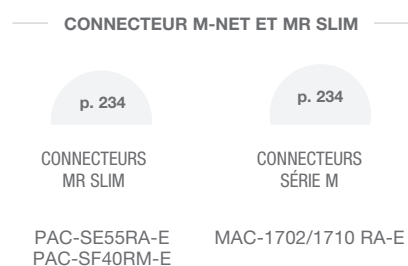 CONNECTEUR M-NET ET MR SLIM
p. 234
CONNECTEURS
MR SLIM
PAC-SE55RA-E
PAC-SF40RM-E
p. 234
CONNECTEURS
SÉRIE M
MAC-1702/1710 RA-E